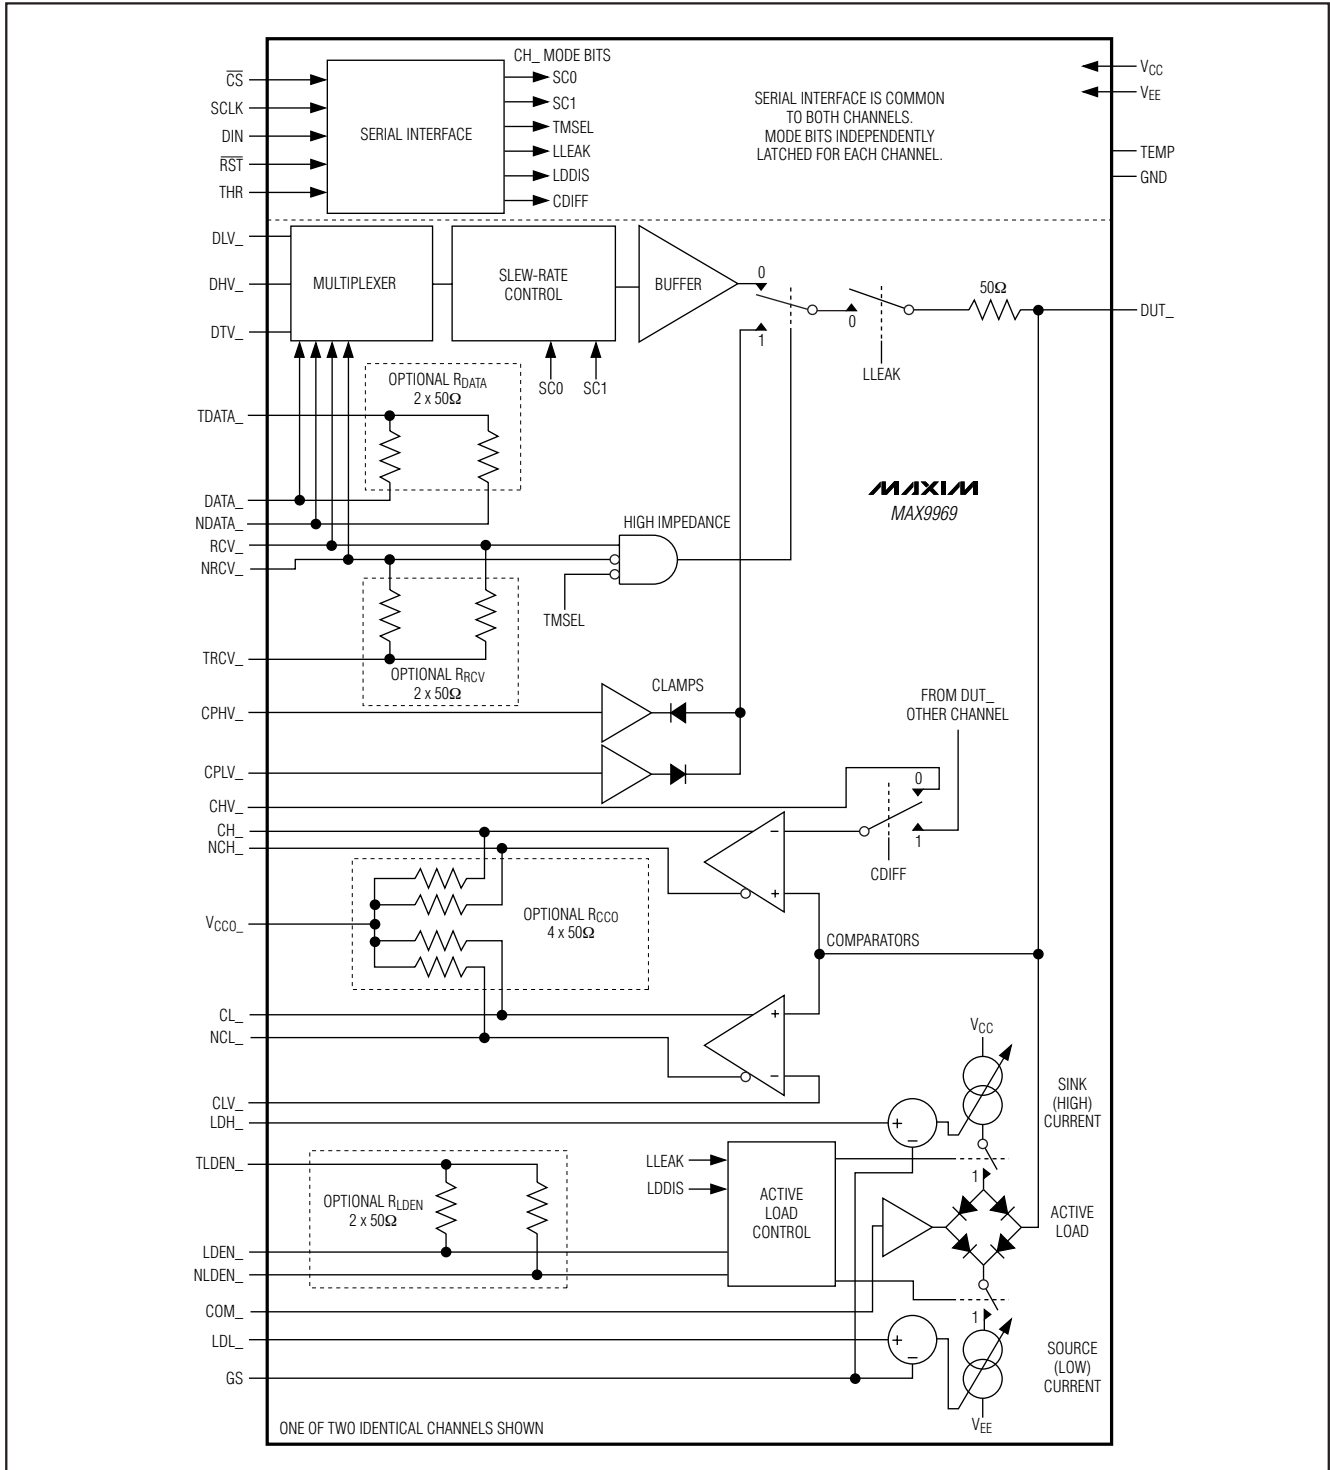 CH_ MODE BITS
CS
SCLK
DIN
RST
THR
SERIAL INTERFACE
SC0
SC1
TMSEL
LLEAK
LDDIS
CDIFF
SERIAL INTERFACE IS COMMON
TO BOTH CHANNELS.
MODE BITS INDEPENDENTLY
LATCHED FOR EACH CHANNEL.
VCC
VEE
TEMP
GND
DLV_
DHV_
DTV_
MULTIPLEXER
SLEW-RATE
CONTROL
BUFFER
0
1
0
LLEAK
50Ω
DUT_
SC0
SC1
OPTIONAL RDATA
2 x 50Ω
TDATA_
DATA_
NDATA_
RCV_
NRCV_
HIGH IMPEDANCE
TMSEL
MAXIM
MAX9969
TRCV_
OPTIONAL RRCV
2 x 50Ω
CPHV_
CLAMPS
CPLV_
FROM DUT_
OTHER CHANNEL
0
1
CDIFF
CHV_
CH_
NCH_
−
+
VCCO_
OPTIONAL RCCO
4 x 50Ω
COMPARATORS
CL_
NCL_
+
−
CLV_
LDH_
VCC
SINK
(HIGH)
CURRENT
+
−
TLDEN_
OPTIONAL RLDEN
2 x 50Ω
LLEAK
LDDIS
ACTIVE
LOAD
CONTROL
1
ACTIVE
LOAD
LDEN_
NLDEN_
COM_
LDL_
GS
+
−
1
SOURCE
(LOW)
CURRENT
VEE
ONE OF TWO IDENTICAL CHANNELS SHOWN